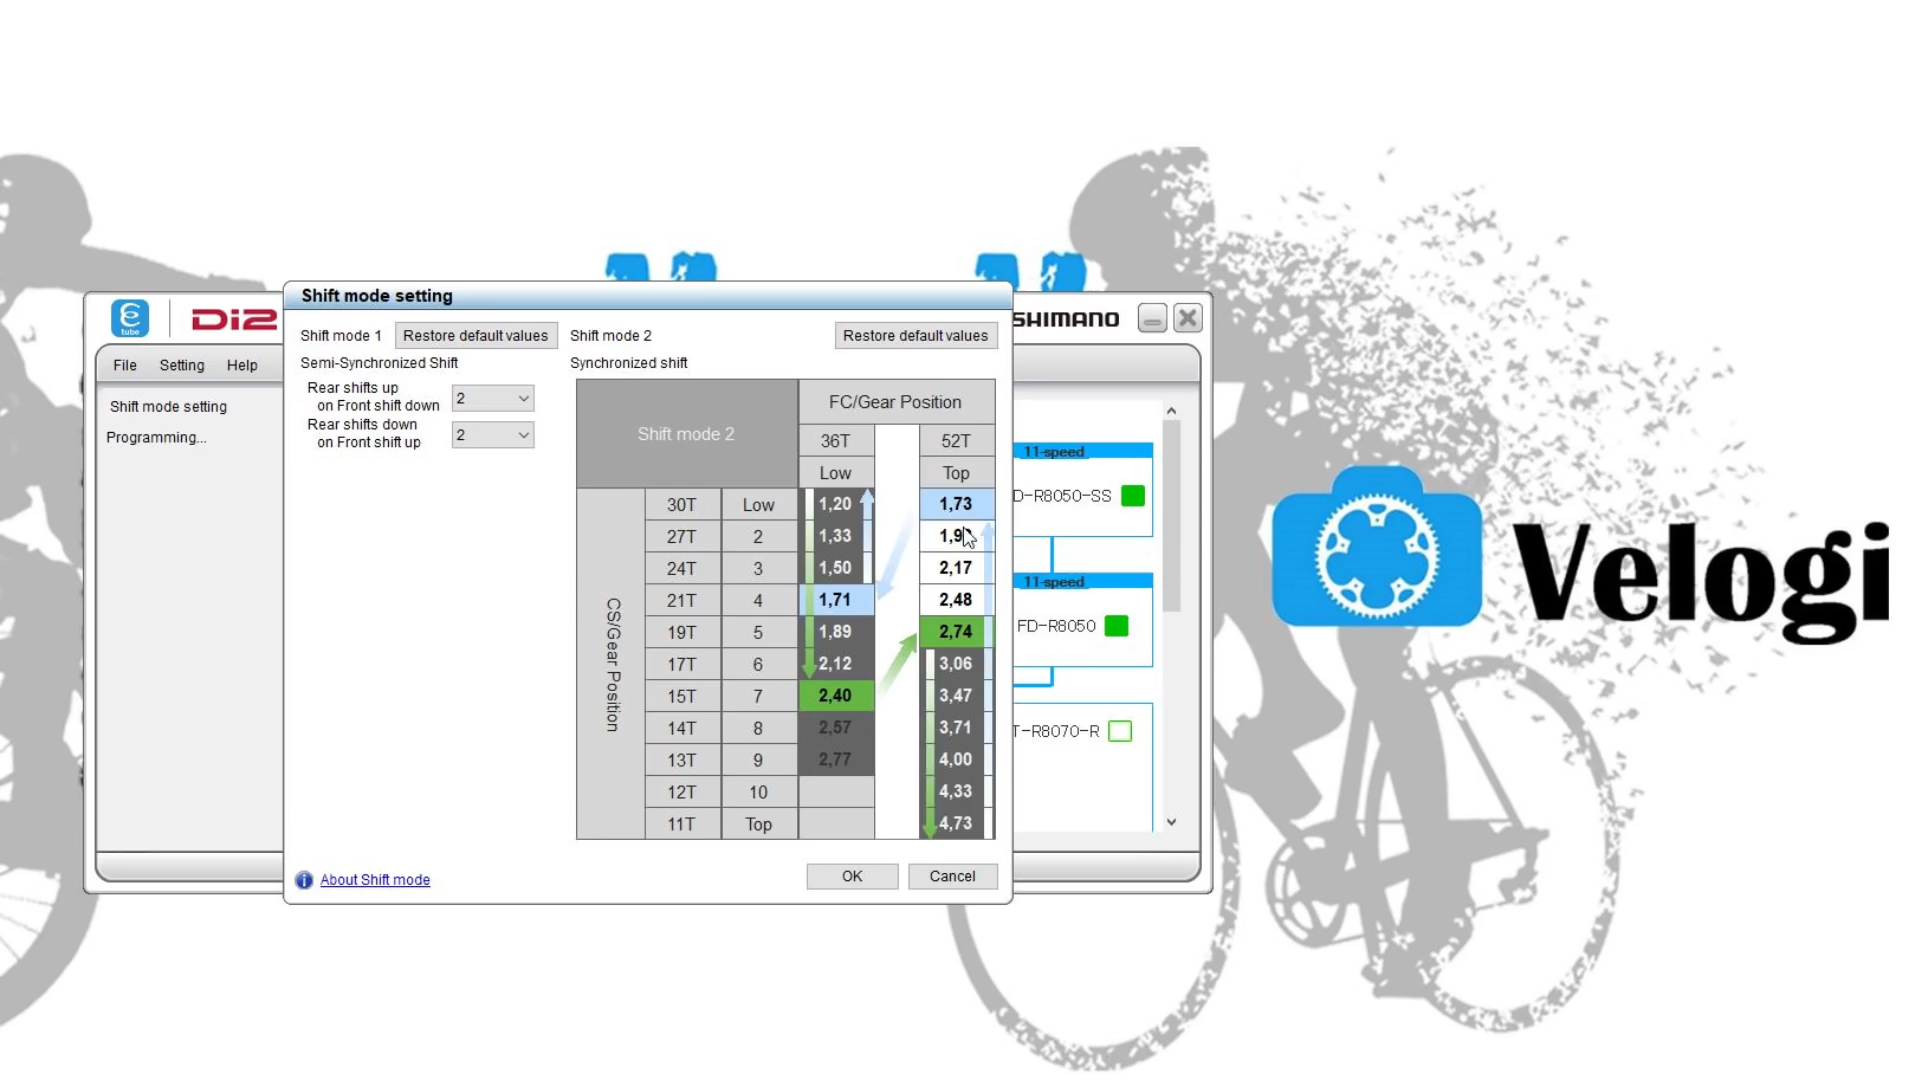 Shift mode setting
E
tube
Di2
SHIMANO
File Setting Help
Shift mode setting
Programming...
Shift mode 1 Restore default values
Semi-Synchronized Shift
Rear shifts up
on Front shift down 2
Rear shifts down
on Front shift up 2
Shift mode 2 Restore default values
Synchronized shift
Shift mode 2 FC/Gear Position
36T 52T
Low Top
CS/Gear Position
30T Low 1,20 1,73
27T 2 1,33
24T 3 1,50 2,17
21T 4 1,71 2,48
19T 5 1,89 2,74
17T 6 2,12 3,06
15T 7 2,40 3,47
14T 8 2,57 3,71
13T 9 2,77 4,00
12T 10 4,33
11T Top 4,73
About Shift mode
OK Cancel
11-speed
D-R8050-SS
11-speed
FD-R8050
T-R8070-R
Velogi